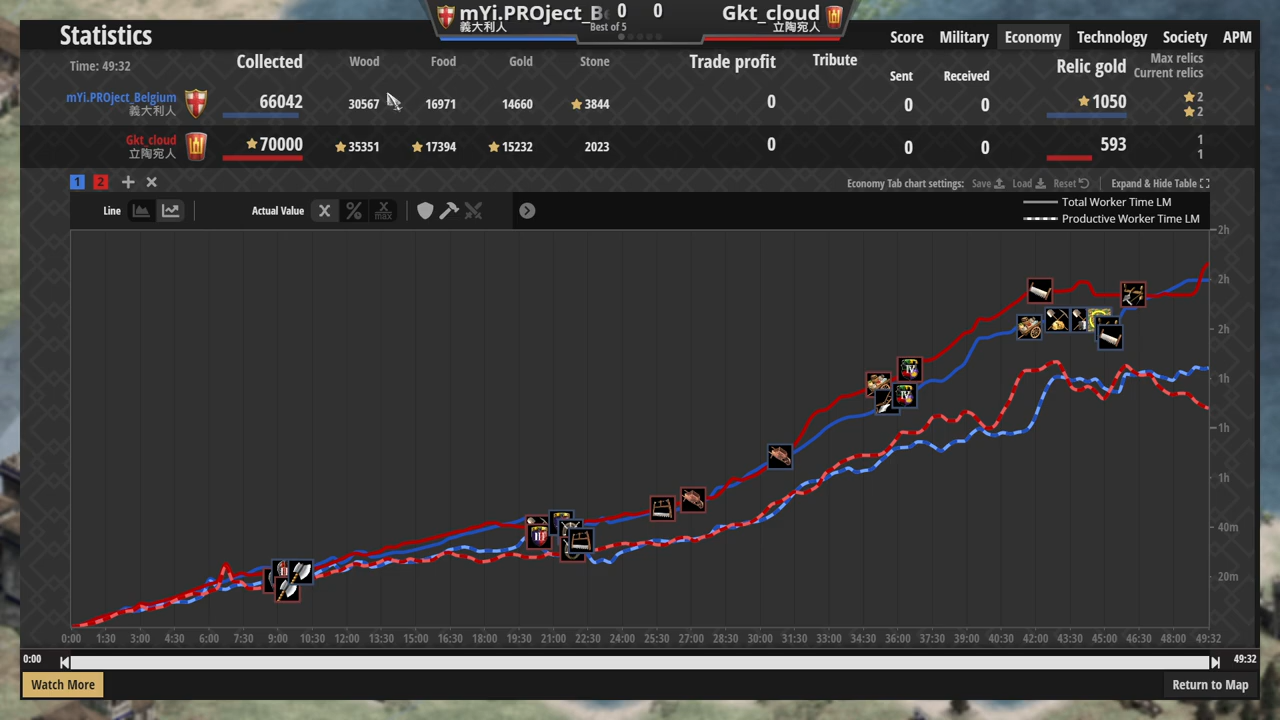 mYi.PROject_B 0 0 Gkt_cloud
義大利人 Best of 5 立陶宛人
Statistics
Score Military Economy Technology Society APM
Time: 49:32
Collected Wood Food Gold Stone Trade profit Tribute Sent Received Relic gold Max relics
Current relics
mYi.PROject_Belgium 66042 30567 16971 14660 3844 0 0 0 1050 2
義大利人 2
Gkt_cloud 70000 35351 17394 15232 2023 0 0 0 593 1
立陶宛人 1
1 2
Economy Tab chart settings: Save Load Reset Expand & Hide Table
Line Actual Value X % X max
Total Worker Time LM
Productive Worker Time LM
2h
2h
2h
1h
1h
1h
40m
20m
IV
IV
III
0:00 1:30 3:00 4:30 6:00 7:30 9:00 10:30 12:00 13:30 15:00 16:30 18:00 19:30 21:00 22:30 24:00 25:30 27:00 28:30 30:00 31:30 33:00 34:30 36:00 37:30 39:00 40:30 42:00 43:30 45:00 46:30 48:00 49:32
0:00 49:32
Watch More Return to Map